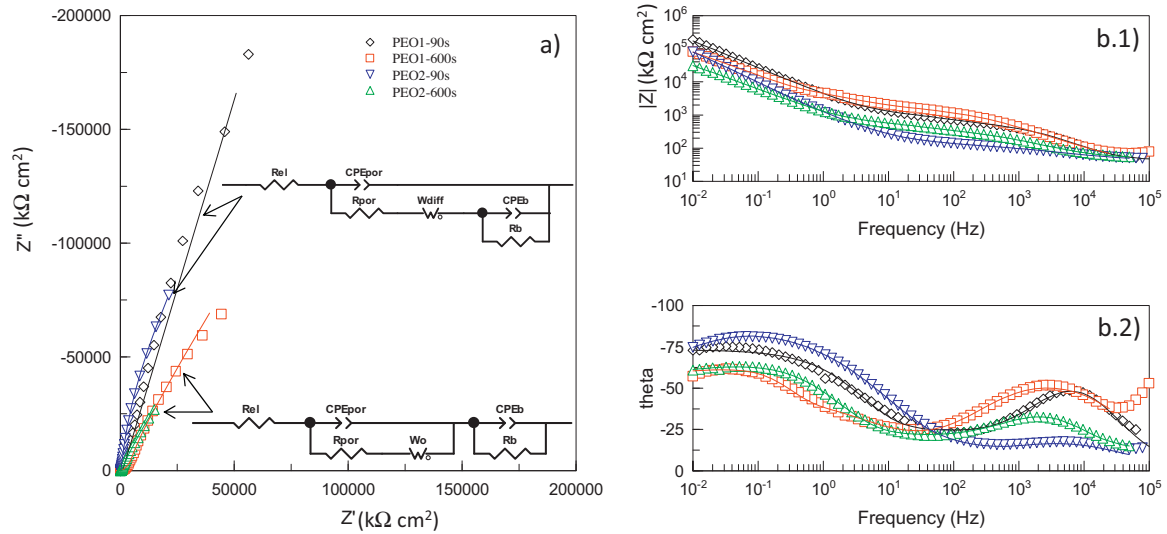 a)
-200000
-150000
-100000
-50000
0
Z'' (kΩ cm²)
PEO1-90s
PEO1-600s
PEO2-90s
PEO2-600s
Rel
CPEpor
Rpor
Wdiff
CPEb
Rb
Rel
CPEpor
Rpor
Wo
CPEb
Rb
0 50000 100000 150000 200000
Z' (kΩ cm²)
b.1)
10⁶
10⁵
10⁴
10³
10²
10¹
|Z| (kΩ cm²)
10⁻² 10⁻¹ 10⁰ 10¹ 10² 10³ 10⁴ 10⁵
Frequency (Hz)
b.2)
-100
-75
-50
-25
0
theta
10⁻² 10⁻¹ 10⁰ 10¹ 10² 10³ 10⁴ 10⁵
Frequency (Hz)